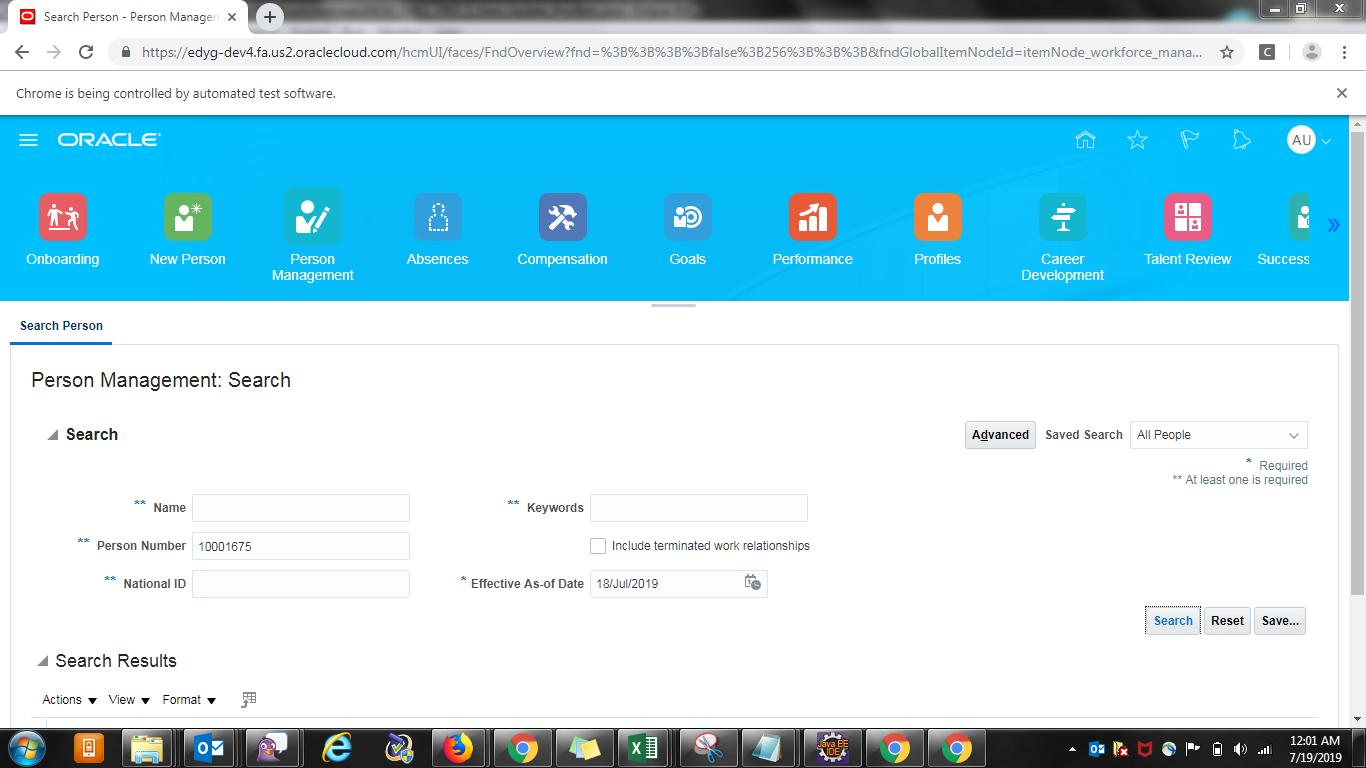 Search Person - Person Managen
https://edyg-dev4.fa.us2.oraclecloud.com/hcmUI/faces/FndOverview?fnd=%3B%3B%3B%3Bfalse%3B256%3B%3B%3B&fndGlobalItemNodeId=itemNode_workforce_mana...
C
Chrome is being controlled by automated test software.
ORACLE
AU
Onboarding
New Person
Person Management
Absences
Compensation
Goals
Performance
Profiles
Career Development
Talent Review
Success
Search Person
Person Management: Search
Search
Advanced Saved Search All People
* Required
** At least one is required
** Name
** Keywords
** Person Number 10001675
Include terminated work relationships
** National ID
* Effective As-of Date 18/Jul/2019
Search Reset Save...
Search Results
Actions View Format
Java EE
IDE
12:01 AM
7/19/2019